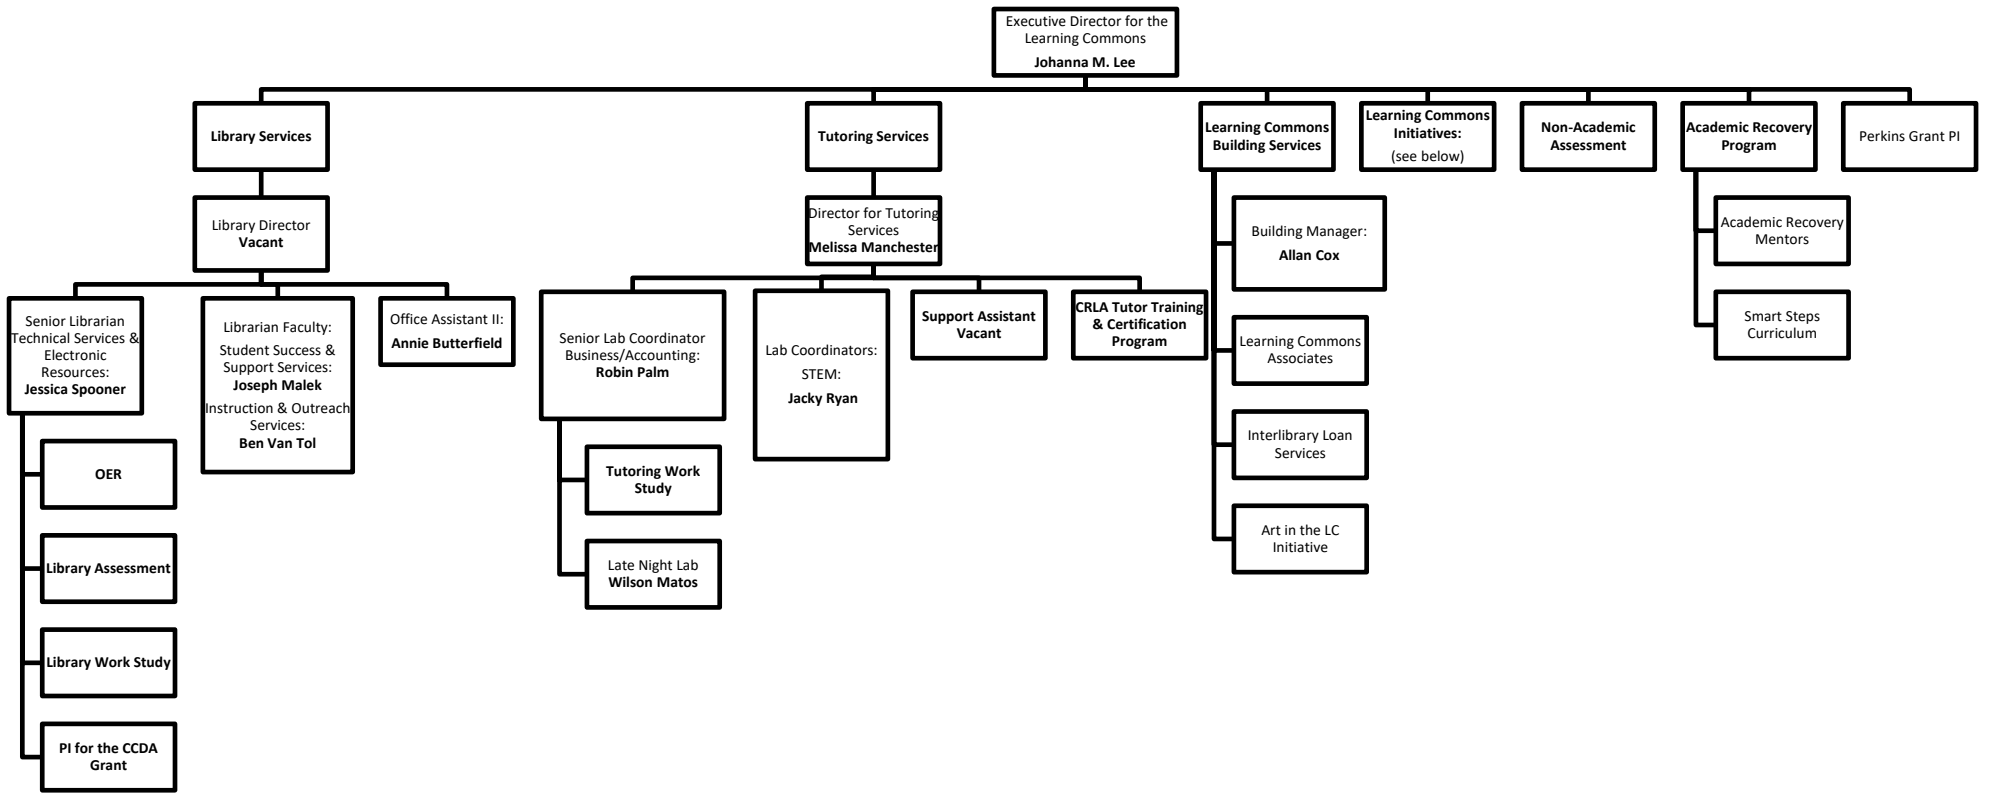 Executive Director for the
Learning Commons
Johanna M. Lee
Library Services
Tutoring Services
Learning Commons
Building Services
Learning Commons
Initiatives:
(see below)
Non-Academic
Assessment
Academic Recovery
Program
Perkins Grant PI
Library Director
Vacant
Director for Tutoring
Services
Melissa Manchester
Building Manager:
Allan Cox
Academic Recovery
Mentors
Senior Librarian
Technical Services &
Electronic
Resources:
Jessica Spooner
Librarian Faculty:
Student Success &
Support Services:
Joseph Malek
Instruction & Outreach
Services:
Ben Van Tol
Office Assistant II:
Annie Butterfield
Senior Lab Coordinator
Business/Accounting:
Robin Palm
Lab Coordinators:
STEM:
Jacky Ryan
Support Assistant
Vacant
CRLA Tutor Training
& Certification
Program
Learning Commons
Associates
Smart Steps
Curriculum
OER
Tutoring Work
Study
Interlibrary Loan
Services
Library Assessment
Late Night Lab
Wilson Matos
Art in the LC
Initiative
Library Work Study
PI for the CCDA
Grant